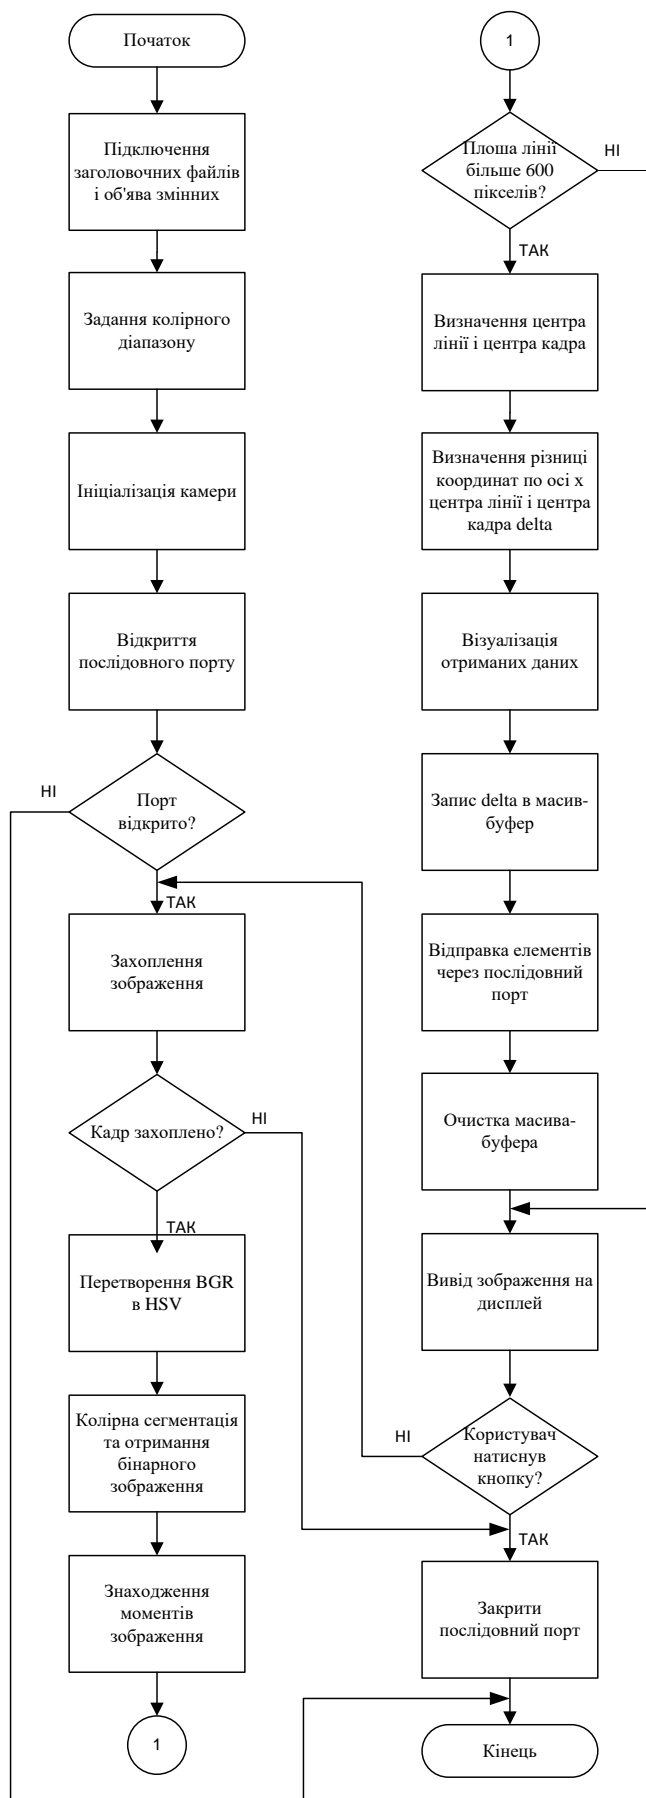 Початок
Підключення
заголовочних файлів
і об'ява змінних
Задання колірного
діапазону
Ініціалізація камери
Відкриття
послідовного порту
НІ
Порт
відкрито?
ТАК
Захоплення
зображення
Кадр захоплено?
НІ
ТАК
Перетворення BGR
в HSV
Колірна сегментація
та отримання
бінарного
зображення
Знаходження
моментів
зображення
1
1
Плоша лінії
більше 600
пікселів?
НІ
ТАК
Визначення центра
лінії і центра кадра
Визначення різниці
координат по осі x
центра лінії і центра
кадра delta
Візуалізація
отриманих даних
Запис delta в масив-
буфер
Відправка елементів
через послідовний
порт
Очистка масива-
буфера
Вивід зображення на
дисплей
НІ
Користувач
натиснув
кнопку?
ТАК
Закрити
послідовний порт
Кінець